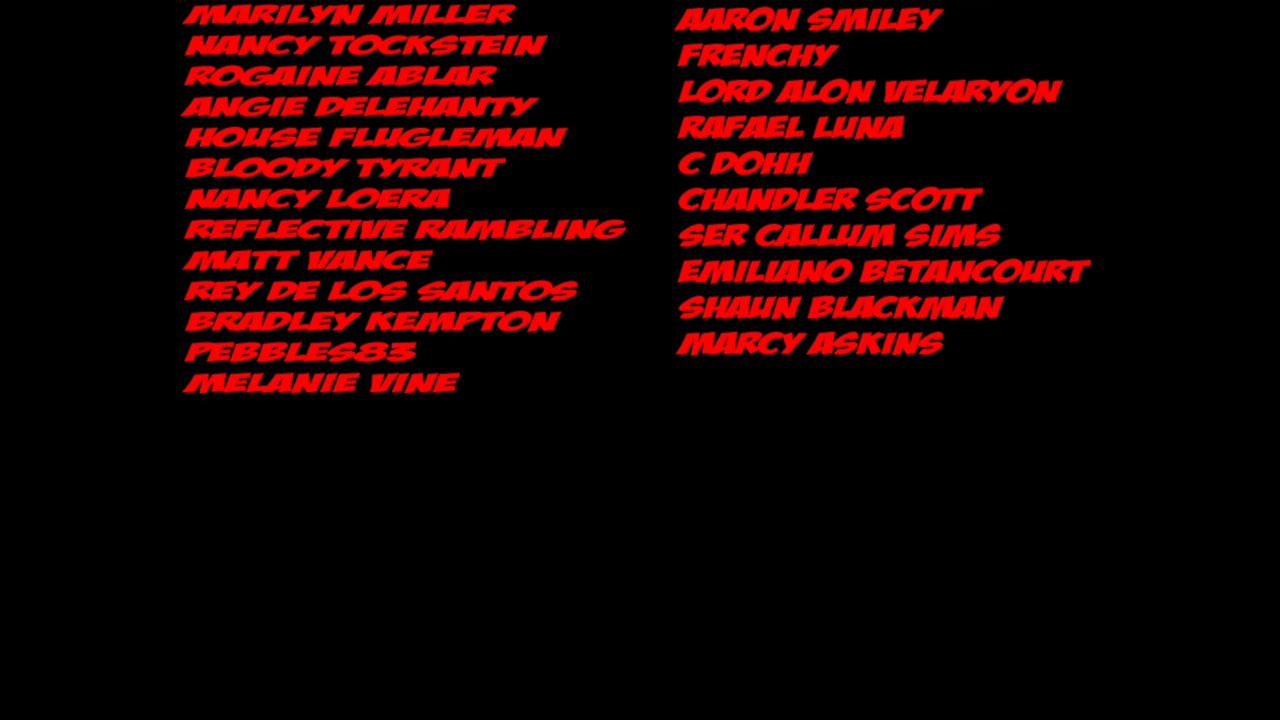 MARILYN MILLER
NANCY TOCKSTEIN
ROGAINE ABLAR
ANGIE DELEHANTY
HOUSE FLUGLEMAN
BLOODY TYRANT
NANCY LOERA
REFLECTIVE RAMBLING
MATT VANCE
REY DE LOS SANTOS
BRADLEY KEMPTON
PEBBLES83
MELANIE VINE
AARON SMILEY
FRENCHY
LORD ALON VELARYON
RAFAEL LUNA
C DOHH
CHANDLER SCOTT
SER CALLUM SIMS
EMILIANO BETANCOURT
SHAUN BLACKMAN
MARCY ASKINS